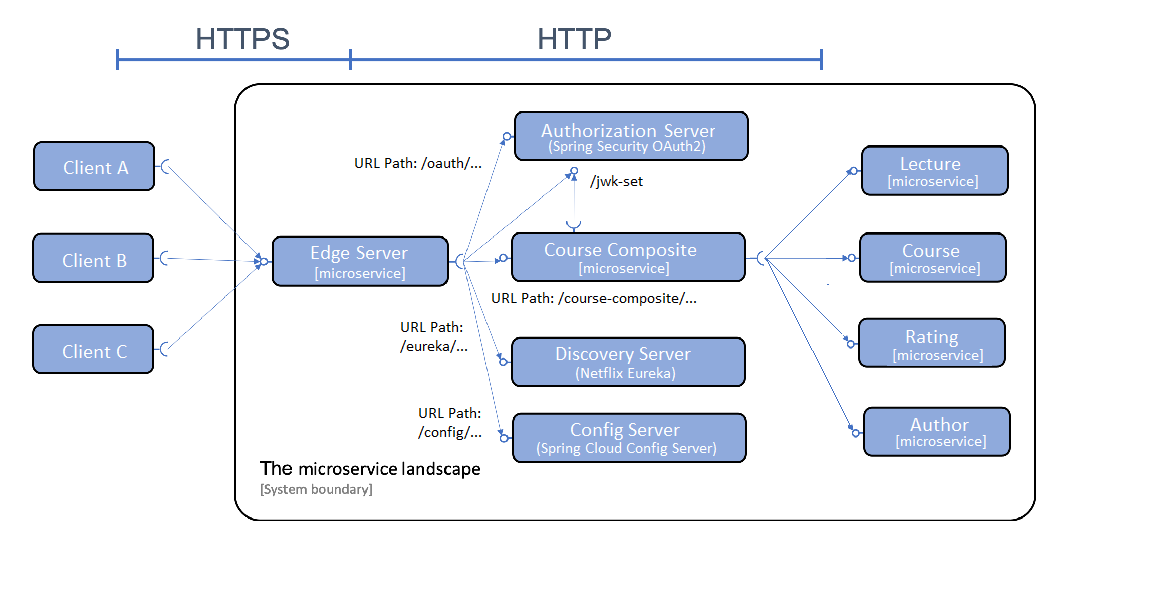 HTTPS
HTTP
Client A
Client B
Client C
Edge Server
[microservice]
URL Path: /oauth/...
Authorization Server
(Spring Security OAuth2)
/jwk-set
Course Composite
[microservice]
URL Path: /course-composite/...
URL Path:
/eureka/...
Discovery Server
(Netflix Eureka)
URL Path:
/config/...
Config Server
(Spring Cloud Config Server)
Lecture
[microservice]
Course
[microservice]
Rating
[microservice]
Author
[microservice]
The microservice landscape
[System boundary]